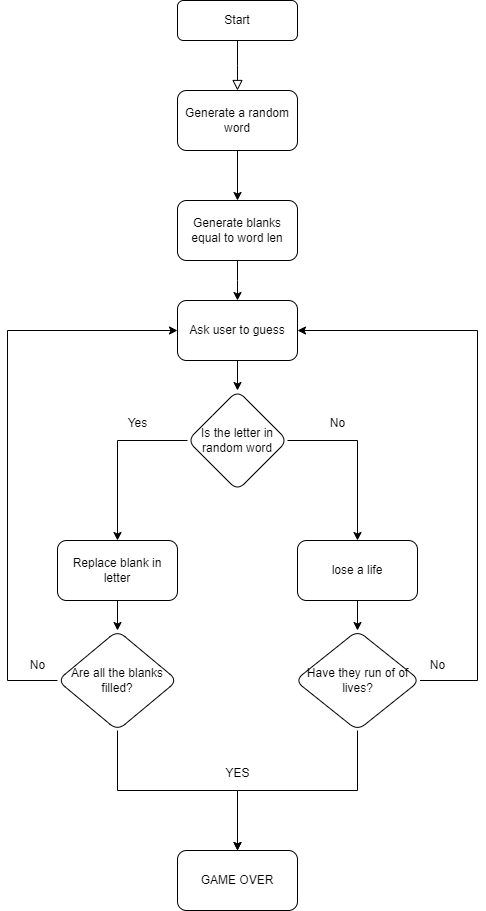 Start
Generate a random
word
Generate blanks
equal to word len
Ask user to guess
Is the letter in
random word
Yes
No
Replace blank in
letter
lose a life
Are all the blanks
filled?
No
Have they run of of
lives?
No
YES
GAME OVER